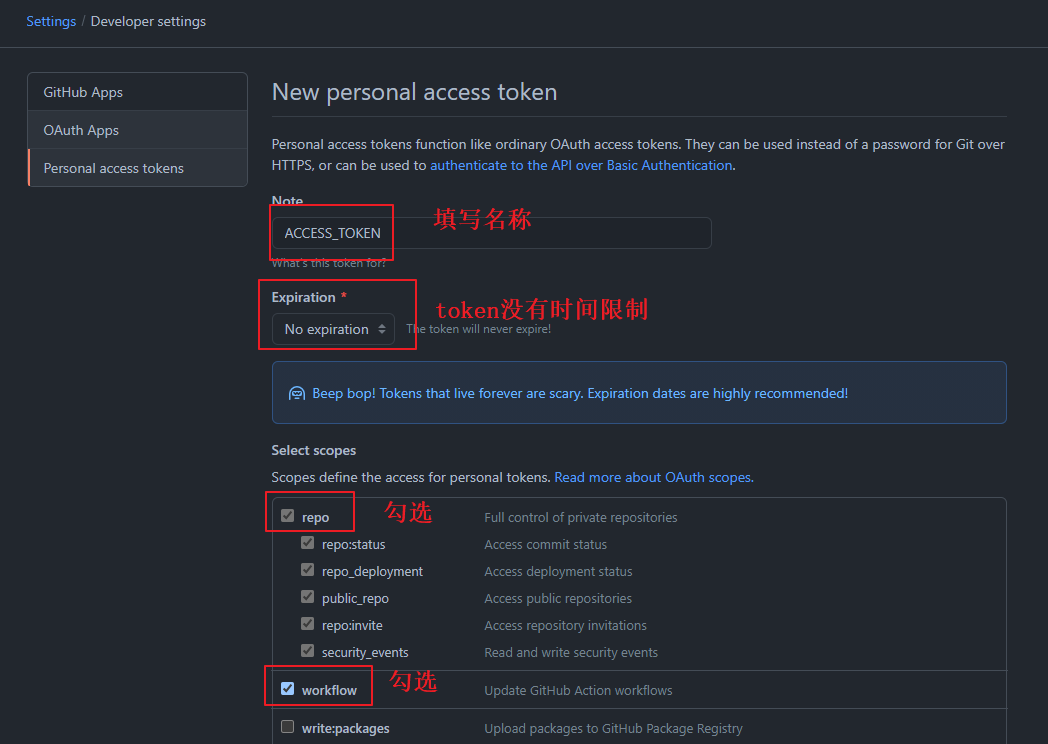 Settings / Developer settings
GitHub Apps
OAuth Apps
Personal access tokens
New personal access token
Personal access tokens function like ordinary OAuth access tokens. They can be used instead of a password for Git over
HTTPS, or can be used to authenticate to the API over Basic Authentication.
Note
填写名称
ACCESS_TOKEN
What's this token for?
Expiration *
token没有时间限制
No expiration
The token will never expire!
Beep bop! Tokens that live forever are scary. Expiration dates are highly recommended!
Select scopes
Scopes define the access for personal tokens. Read more about OAuth scopes.
repo 勾选 Full control of private repositories
repo:status Access commit status
repo_deployment Access deployment status
public_repo Access public repositories
repo:invite Access repository invitations
security_events Read and write security events
workflow 勾选 Update GitHub Action workflows
write:packages Upload packages to GitHub Package Registry